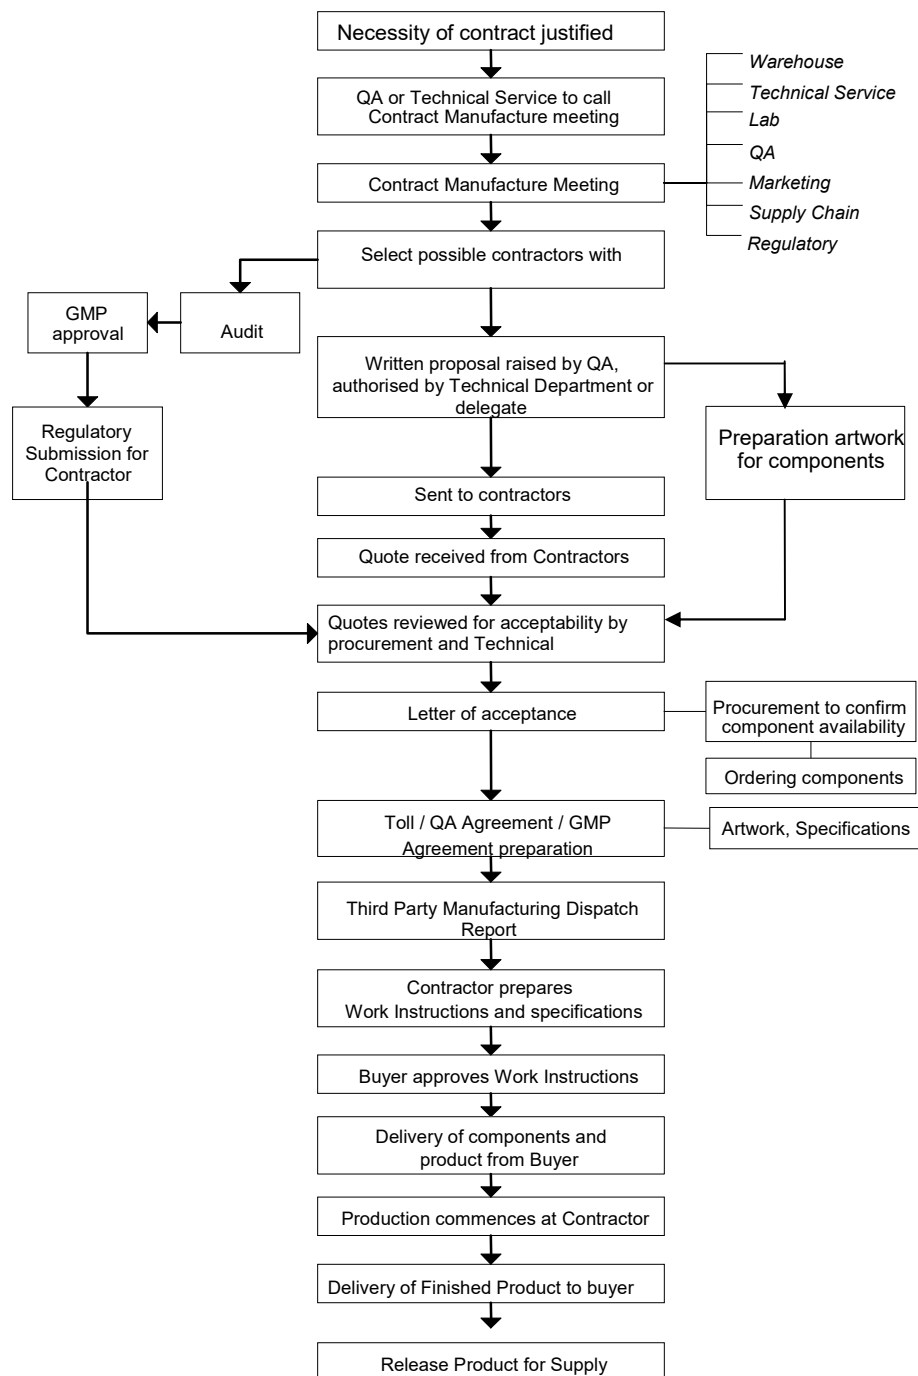 Necessity of contract justified
Warehouse
QA or Technical Service to call
Contract Manufacture meeting
Technical Service
Lab
QA
Contract Manufacture Meeting
Marketing
Supply Chain
Regulatory
Select possible contractors with
GMP
approval
Audit
Written proposal raised by QA,
authorised by Technical Department or
delegate
Regulatory
Submission for
Contractor
Preparation artwork
for components
Sent to contractors
Quote received from Contractors
Quotes reviewed for acceptability by
procurement and Technical
Letter of acceptance
Procurement to confirm
component availability
Ordering components
Toll / QA Agreement / GMP
Agreement preparation
Artwork, Specifications
Third Party Manufacturing Dispatch
Report
Contractor prepares
Work Instructions and specifications
Buyer approves Work Instructions
Delivery of components and
product from Buyer
Production commences at Contractor
Delivery of Finished Product to buyer
Release Product for Supply